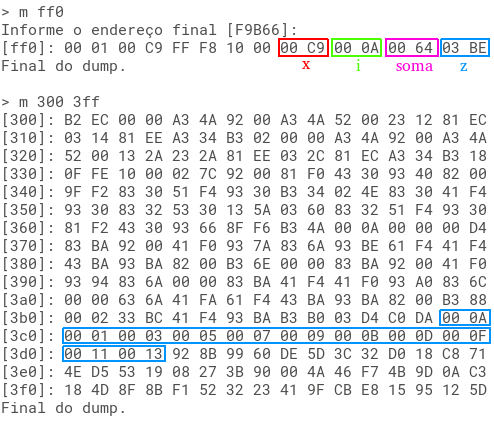 > m ff0
Informe o endereço final [F9B66]:
[ff0]: 00 01 00 C9 FF F8 10 00 00 C9 00 0A 00 64 03 BE
Final do dump. x i soma z
> m 300 3ff
[300]: B2 EC 00 00 A3 4A 92 00 A3 4A 52 00 23 12 81 EC
[310]: 03 14 81 EE A3 34 B3 02 00 00 A3 4A 92 00 A3 4A
[320]: 52 00 13 2A 23 2A 81 EE 03 2C 81 EC A3 34 B3 18
[330]: 0F FE 10 00 02 7C 92 00 81 F0 43 30 93 40 82 00
[340]: 9F F2 83 30 51 F4 93 30 B3 34 02 4E 83 30 41 F4
[350]: 93 30 83 32 53 30 13 5A 03 60 83 32 51 F4 93 30
[360]: 81 F2 43 30 93 66 8F F6 B3 4A 00 0A 00 00 00 D4
[370]: 83 BA 92 00 41 F0 93 7A 83 6A 93 BE 61 F4 41 F4
[380]: 43 BA 93 BA 82 00 B3 6E 00 00 83 BA 92 00 41 F0
[390]: 93 94 83 6A 00 00 83 BA 41 F4 41 F0 93 A0 83 6C
[3a0]: 00 00 63 6A 41 FA 61 F4 43 BA 93 BA 82 00 B3 88
[3b0]: 00 02 33 BC 41 F4 93 BA B3 B0 03 D4 C0 DA 00 0A
[3c0]: 00 01 00 03 00 05 00 07 00 09 00 0B 00 0D 00 0F
[3d0]: 00 11 00 13 92 8B 99 60 DE 5D 3C 32 D0 18 C8 71
[3e0]: 4E D5 53 19 08 27 3B 90 00 4A 46 F7 4B 9D 0A C3
[3f0]: 18 4D 8F 8B F1 52 32 23 41 9F CB E8 15 95 12 5D
Final do dump.